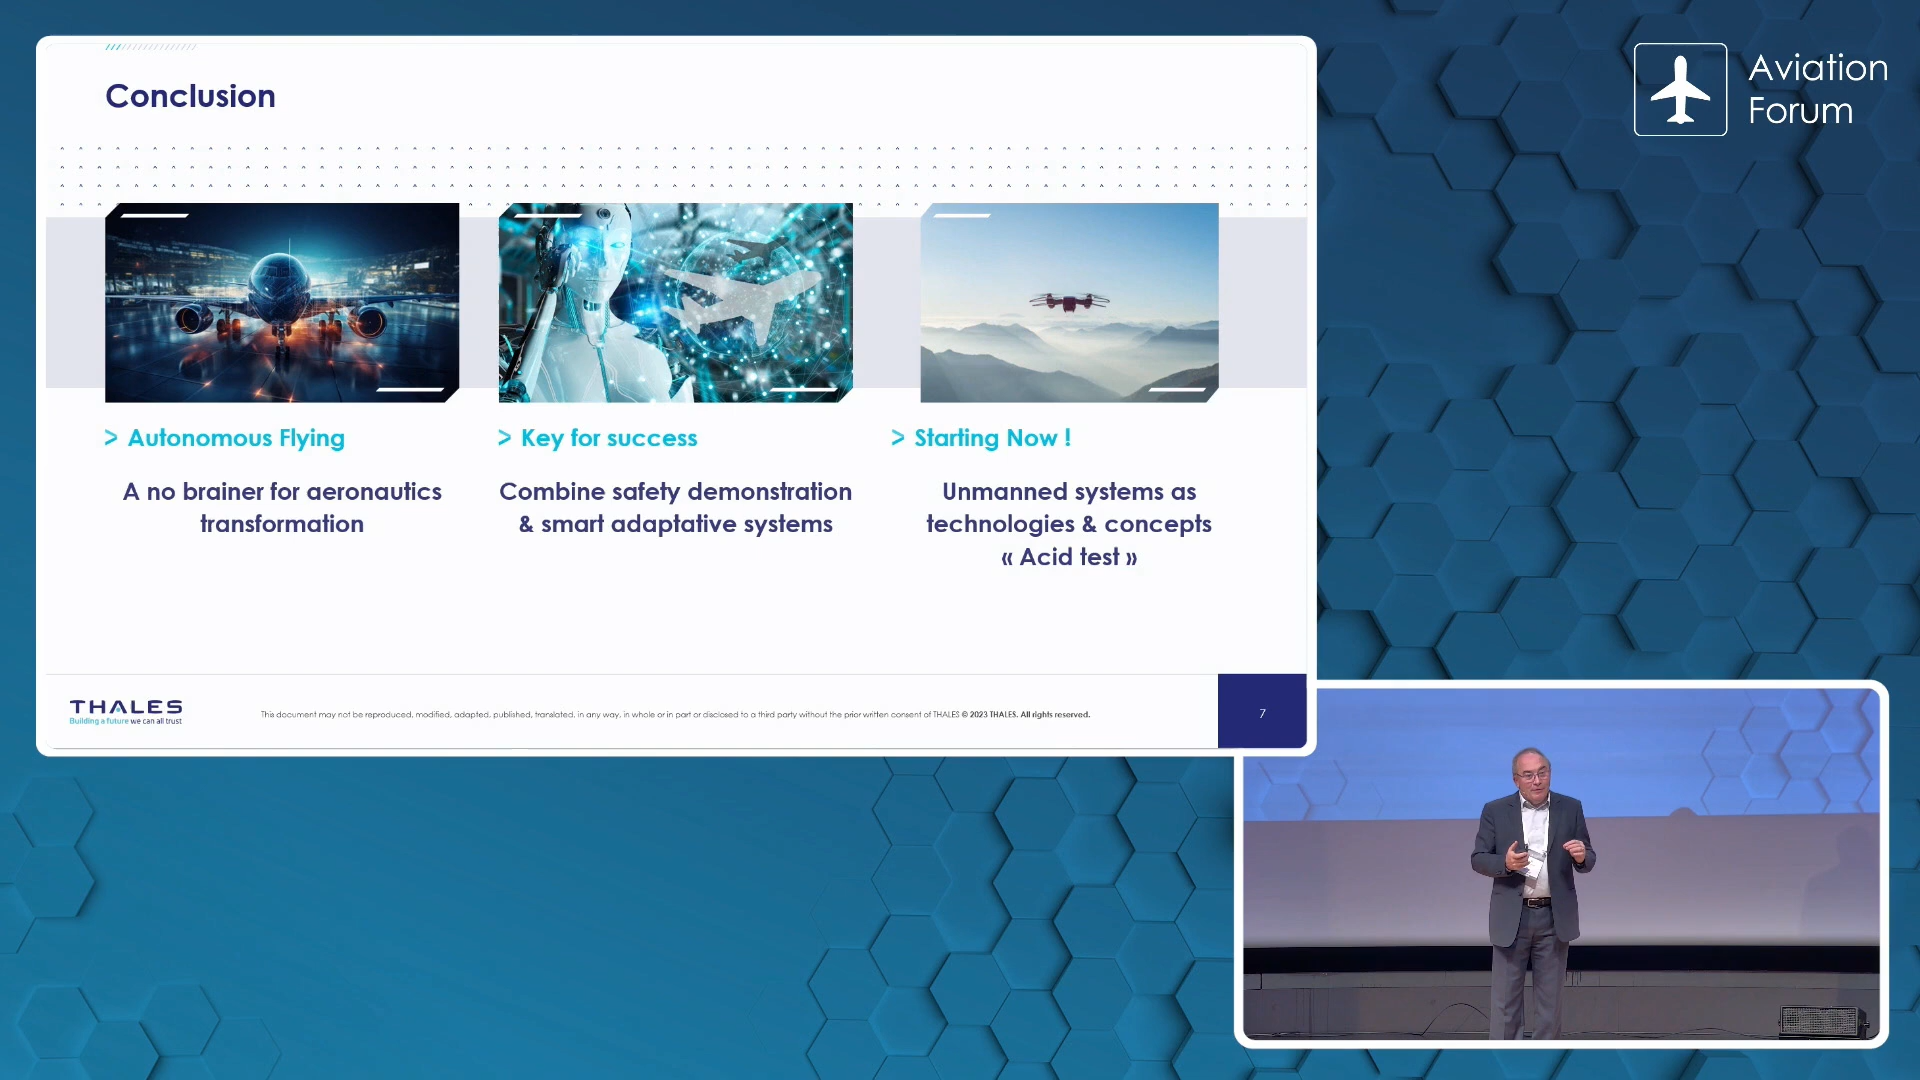 Conclusion
> Autonomous Flying
A no brainer for aeronautics
transformation
> Key for success
Combine safety demonstration
& smart adaptative systems
> Starting Now !
Unmanned systems as
technologies & concepts
« Acid test »
THALES
Building a future we can all trust
This document may not be reproduced, modified, adapted, published, translated, in any way, in whole or in part or disclosed to a third party without the prior written consent of THALES © 2023 THALES. All rights reserved.
7
Aviation
Forum